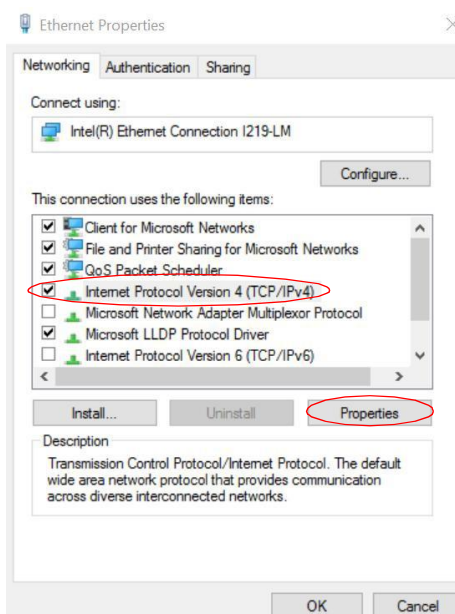 Ethernet Properties
Networking Authentication Sharing
Connect using:
Intel(R) Ethernet Connection I219-LM
Configure...
This connection uses the following items:
Client for Microsoft Networks
File and Printer Sharing for Microsoft Networks
QoS Packet Scheduler
Internet Protocol Version 4 (TCP/IPv4)
Microsoft Network Adapter Multiplexor Protocol
Microsoft LLDP Protocol Driver
Internet Protocol Version 6 (TCP/IPv6)
Install... Uninstall Properties
Description
Transmission Control Protocol/Internet Protocol. The default
wide area network protocol that provides communication
across diverse interconnected networks.
OK Cancel